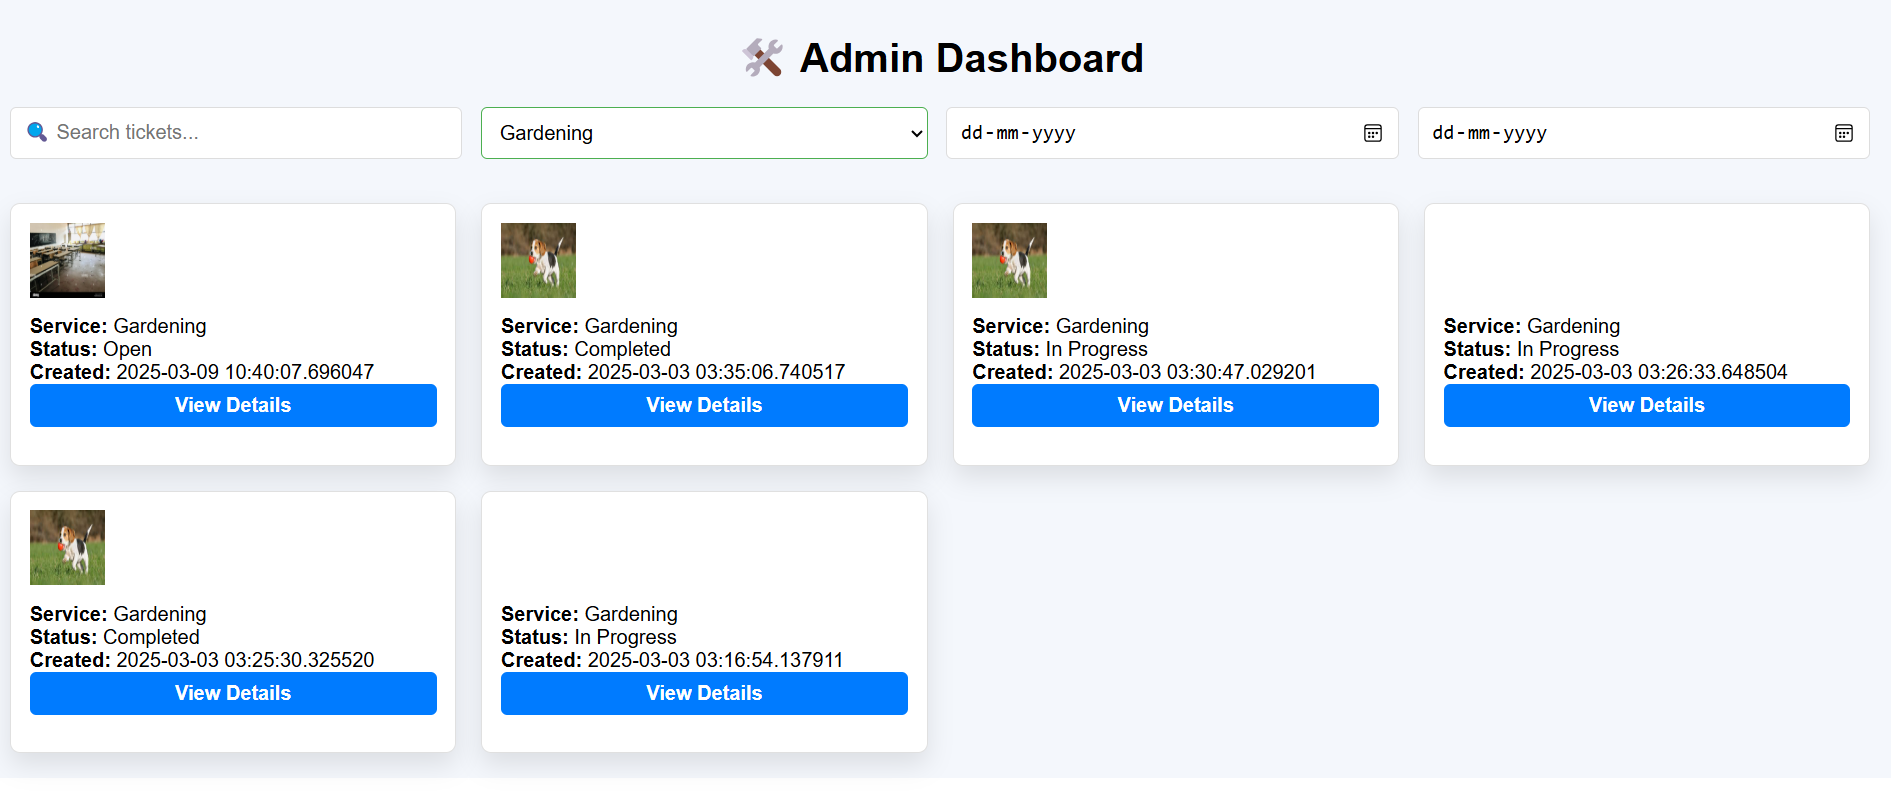 Admin Dashboard
Search tickets...
Gardening
dd-mm-yyyy
dd-mm-yyyy
Service: Gardening
Status: Open
Created: 2025-03-09 10:40:07.696047
View Details
Service: Gardening
Status: Completed
Created: 2025-03-03 03:35:06.740517
View Details
Service: Gardening
Status: In Progress
Created: 2025-03-03 03:30:47.029201
View Details
Service: Gardening
Status: In Progress
Created: 2025-03-03 03:26:33.648504
View Details
Service: Gardening
Status: Completed
Created: 2025-03-03 03:25:30.325520
View Details
Service: Gardening
Status: In Progress
Created: 2025-03-03 03:16:54.137911
View Details